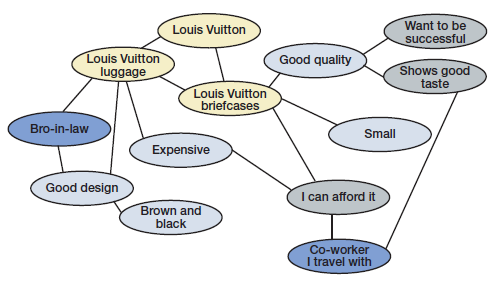 Louis Vuitton
Want to be
successful
Louis Vuitton
luggage
Good quality
Shows good
taste
Louis Vuitton
briefcases
Bro-in-law
Small
Expensive
Good design
I can afford it
Brown and
black
Co-worker
I travel with